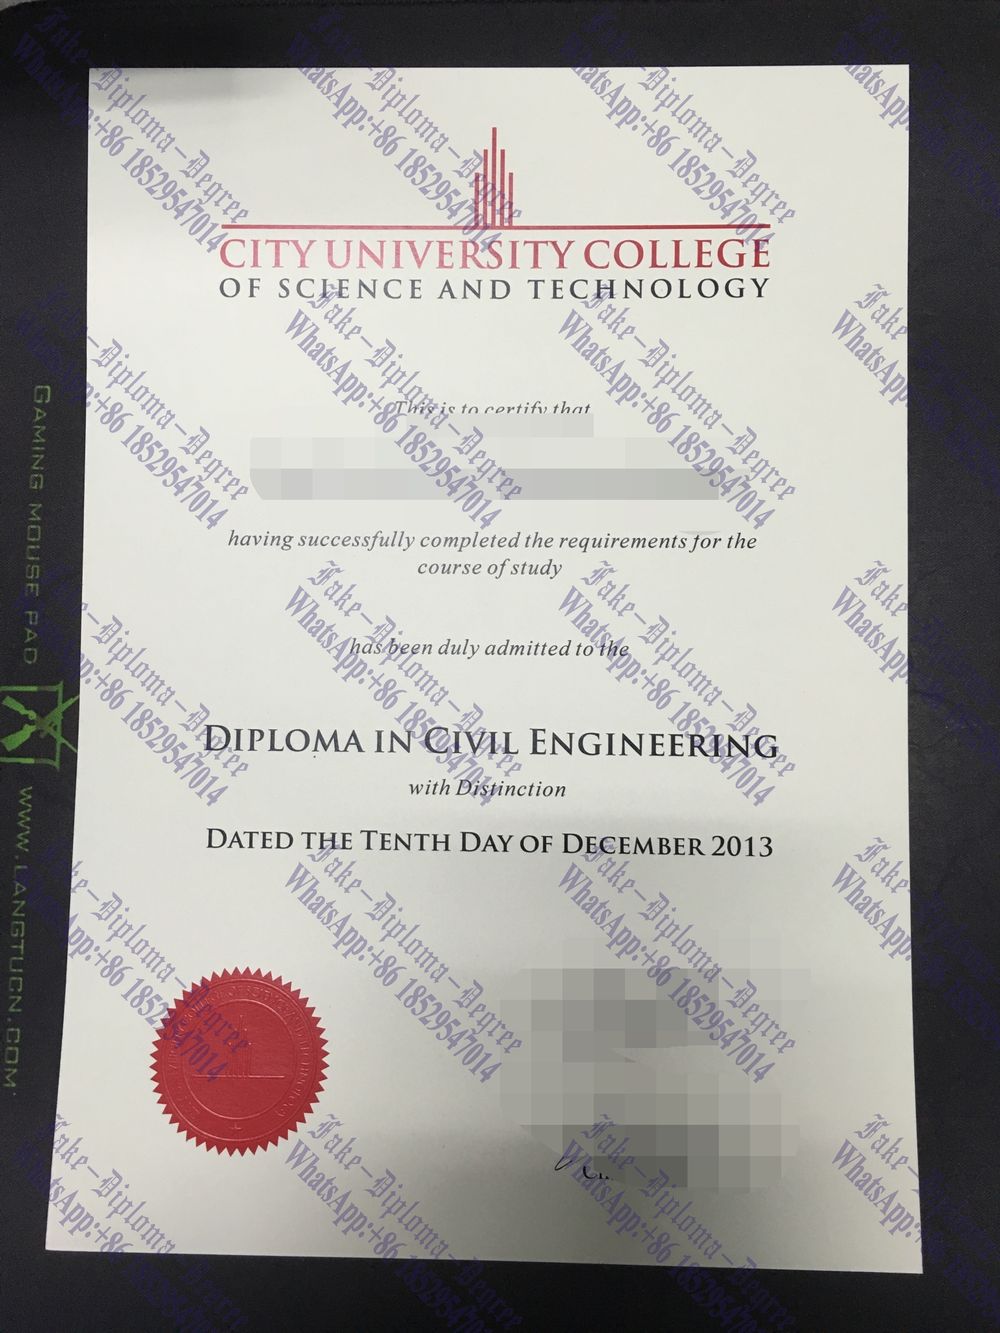 CITY UNIVERSITY COLLEGE
OF SCIENCE AND TECHNOLOGY
This is to certify that
having successfully completed the requirements for the
course of study
has been duly admitted to the
DIPLOMA IN CIVIL ENGINEERING
with Distinction
DATED THE TENTH DAY OF DECEMBER 2013
GAMING MOUSE PAD
WWW.LANGTUCN.COM
Fake-Diploma-Degree
WhatsApp:+86 18529547014